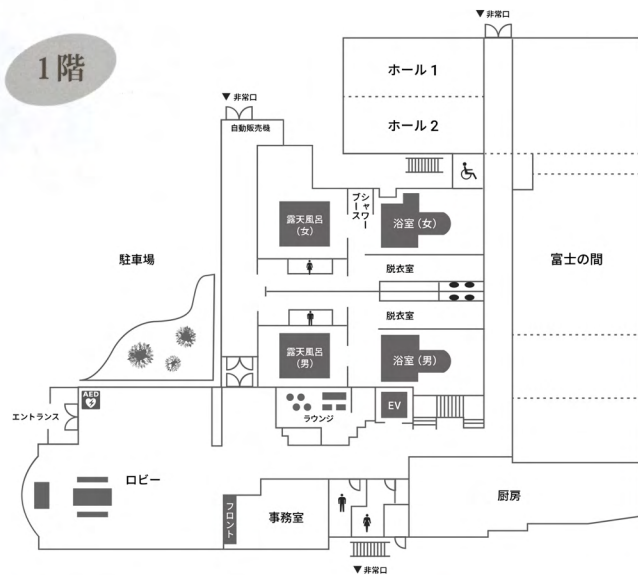 1階
▼ 非常口
ホール 1
ホール 2
▼ 非常口
自動販売機
シャワー
ブース
露天風呂
(女)
浴室(女)
駐車場
脱衣室
富士の間
脱衣室
露天風呂
(男)
浴室(男)
AED
EV
エントランス
ラウンジ
ロビー
フロント
事務室
厨房
▼ 非常口